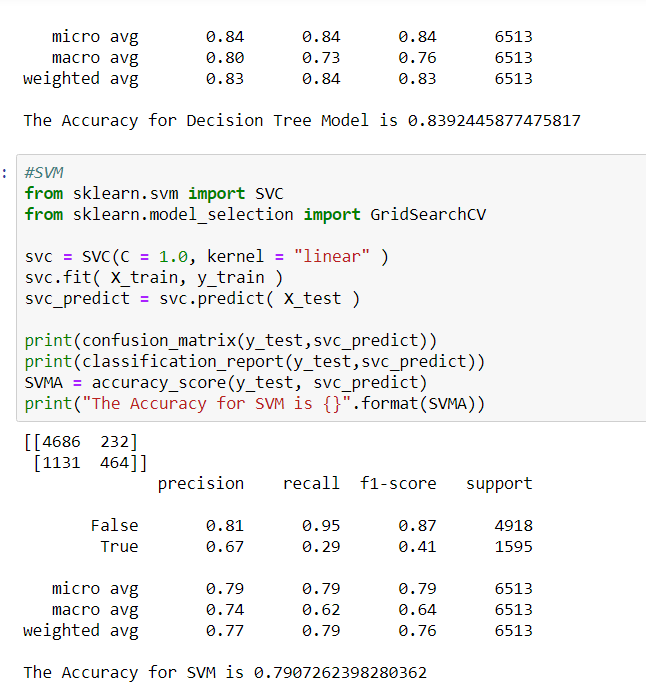 micro avg 0.84 0.84 0.84 6513
macro avg 0.80 0.73 0.76 6513
weighted avg 0.83 0.84 0.83 6513
The Accuracy for Decision Tree Model is 0.8392445877475817
: #SVM
from sklearn.svm import SVC
from sklearn.model_selection import GridSearchCV
svc = SVC(C = 1.0, kernel = "linear" )
svc.fit( X_train, y_train )
svc_predict = svc.predict( X_test )
print(confusion_matrix(y_test,svc_predict))
print(classification_report(y_test,svc_predict))
SVMA = accuracy_score(y_test, svc_predict)
print("The Accuracy for SVM is {}".format(SVMA))
[[4686 232]
[1131 464]]
precision recall f1-score support
False 0.81 0.95 0.87 4918
True 0.67 0.29 0.41 1595
micro avg 0.79 0.79 0.79 6513
macro avg 0.74 0.62 0.64 6513
weighted avg 0.77 0.79 0.76 6513
The Accuracy for SVM is 0.7907262398280362